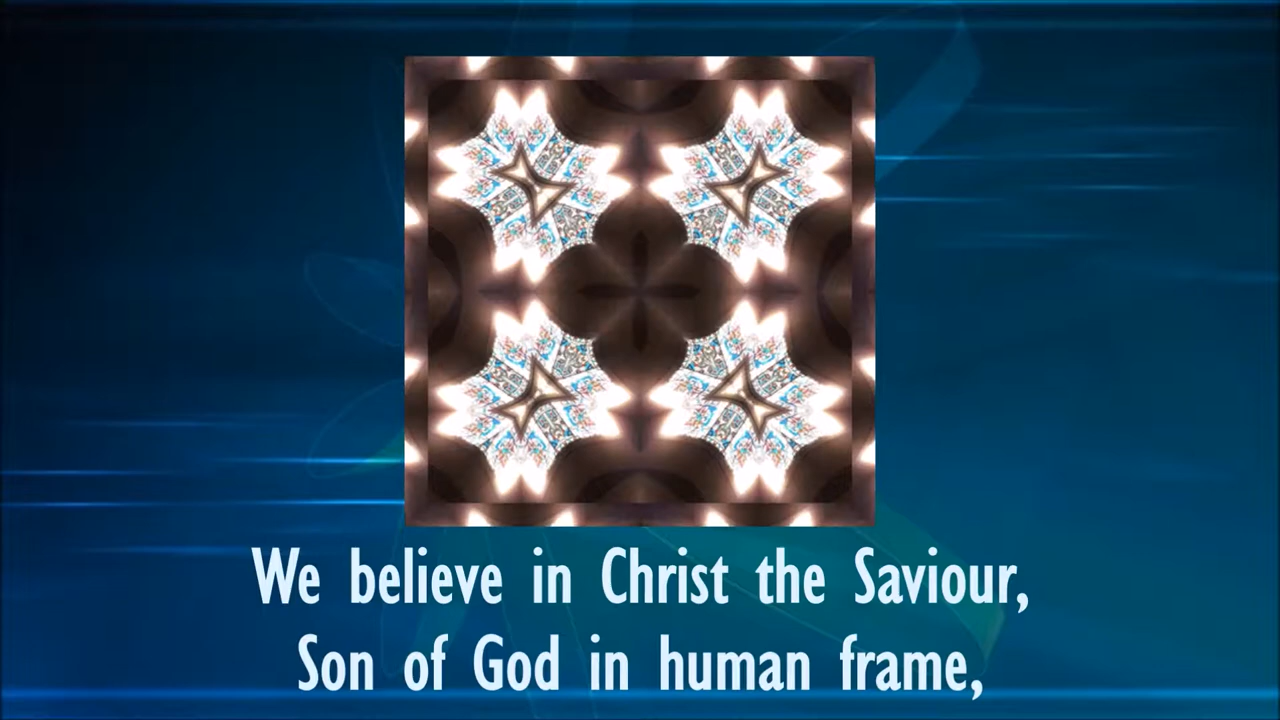 We believe in Christ the Saviour,
Son of God in human frame,